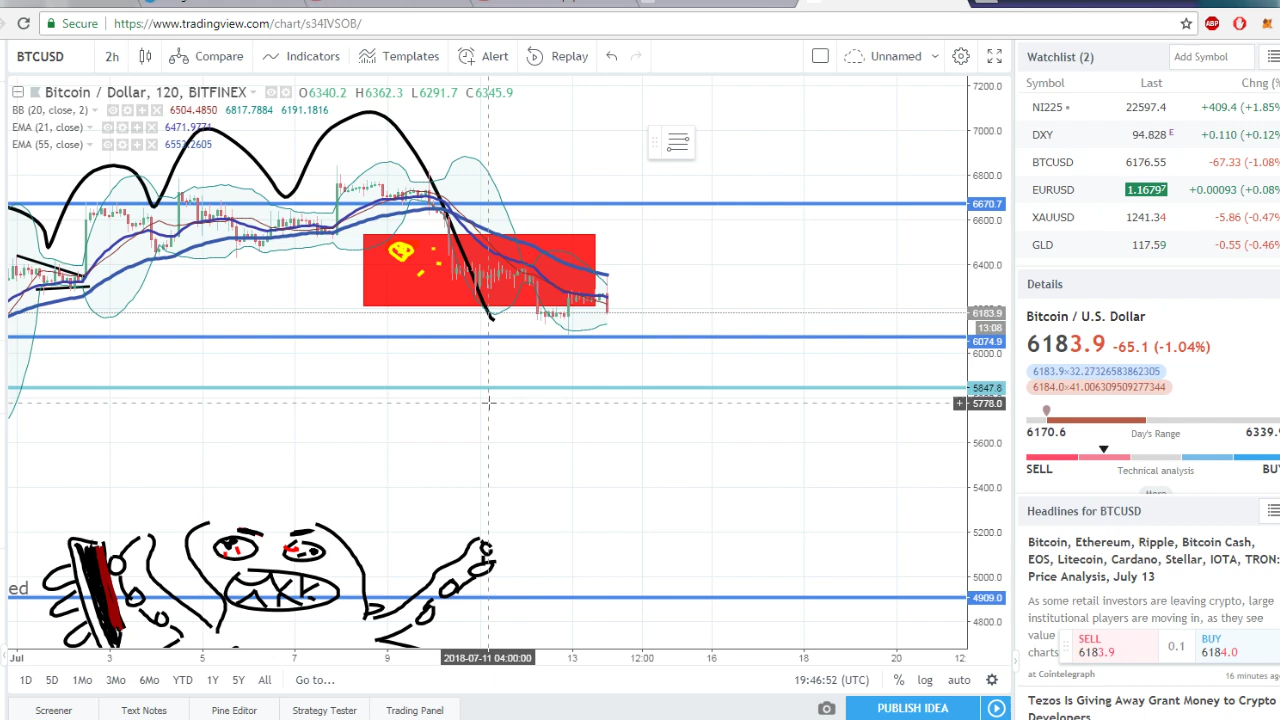 Secure https://www.tradingview.com/chart/s34IVSOB/
BTCUSD 2h Compare Indicators Templates Alert Replay Unnamed
Bitcoin / Dollar, 120, BITFINEX O6340.2 H6362.3 L6291.7 C6345.9
BB (20, close, 2) 6504.4850 6817.7884 6191.1816
EMA (21, close) 6471.9771
EMA (55, close)
7200.0
7000.0
6800.0
6670.7
6600.0
6400.0
6183.9
13:08
6074.9
6000.0
5847.8
5778.0
5600.0
5400.0
5200.0
5000.0
4909.0
4800.0
ed
Jul 3 5 7 9 2018-07-11 04:00:00 13 12:00 16 18 20 12:
1D 5D 1Mo 3Mo 6Mo YTD 1Y 5Y All Go to... 19:46:52 (UTC) % log auto
Screener Text Notes Pine Editor Strategy Tester Trading Panel PUBLISH IDEA
ABP
Watchlist (2) Add Symbol
Symbol Last Chng (%
NI225 22597.4 +409.4 (+1.85%
DXY 94.828 E +0.110 (+0.12%
BTCUSD 6176.55 -67.33 (-1.08%
EURUSD 1.16797 +0.00093 (+0.08%
XAUUSD 1241.34 -5.86 (-0.47%
GLD 117.59 -0.55 (-0.46%
Details
Bitcoin / U.S. Dollar
6183.9 -65.1 (-1.04%)
6183.9×32.27326583862305
6184.0×41.006309509277344
6170.6 Day's Range 6339.9
SELL Technical analysis BUY
More
Headlines for BTCUSD
Bitcoin, Ethereum, Ripple, Bitcoin Cash,
EOS, Litecoin, Cardano, Stellar, IOTA, TRON:
Price Analysis, July 13
As some retail investors are leaving crypto, large
institutional players are moving in, as they see
value
charts
SELL 6183.9 0.1 BUY 6184.0
at Cointelegraph 16 minutes ago
Tezos Is Giving Away Grant Money to Crypto
Developers